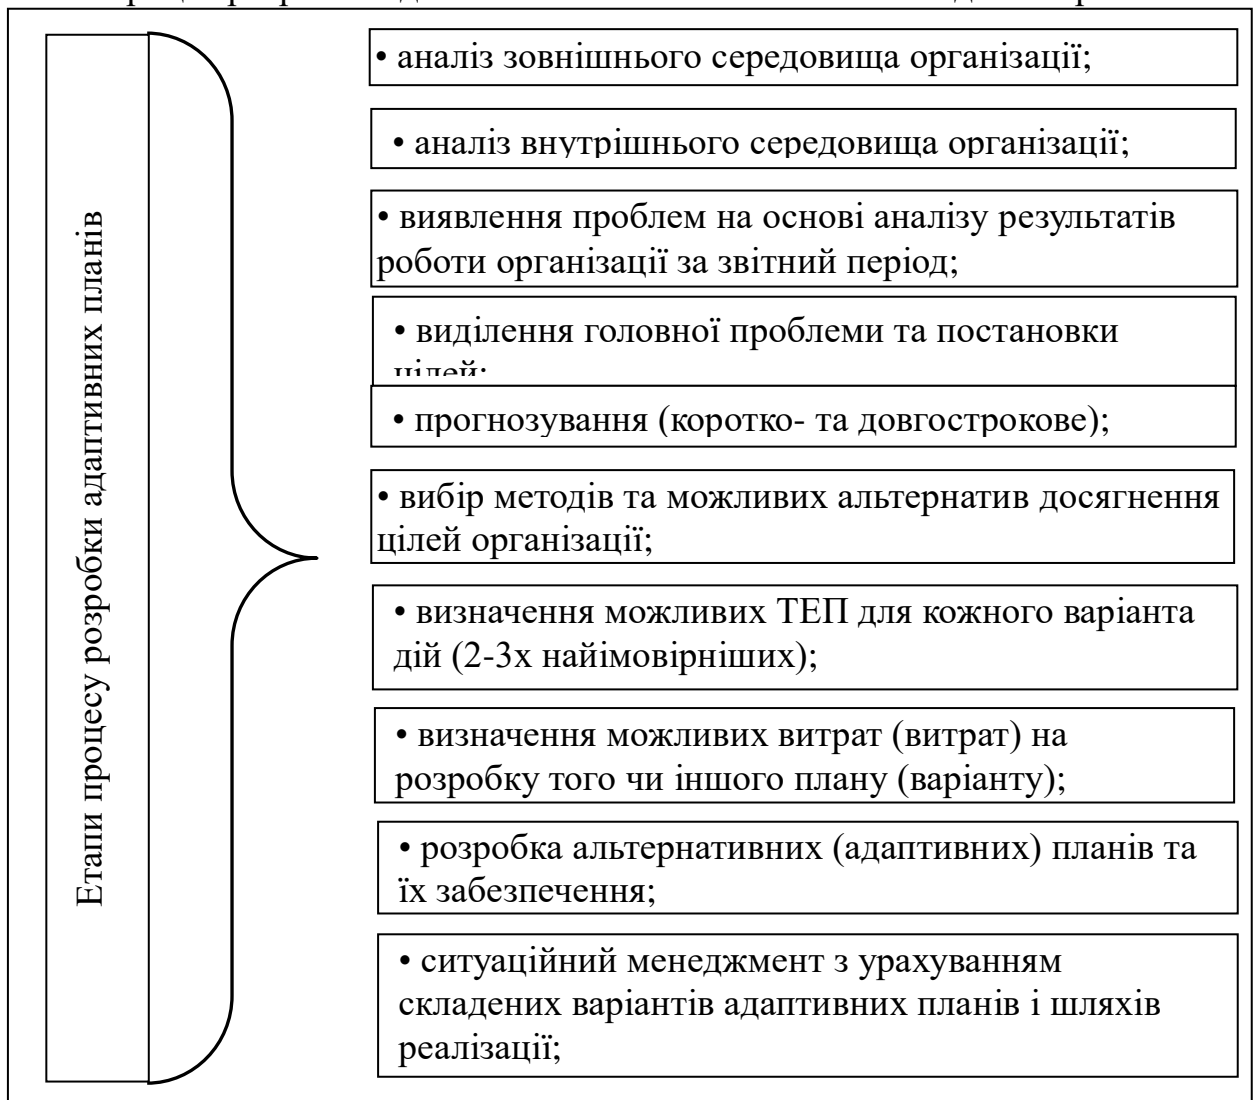 Етапи процесу розробки адаптивних планів
• аналіз зовнішнього середовища організації;
• аналіз внутрішнього середовища організації;
• виявлення проблем на основі аналізу результатів
роботи організації за звітний період;
• виділення головної проблеми та постановки
цілей;
• прогнозування (коротко- та довгострокове);
• вибір методів та можливих альтернатив досягнення
цілей організації;
• визначення можливих ТЕП для кожного варіанта
дій (2-3х найімовірніших);
• визначення можливих витрат (витрат) на
розробку того чи іншого плану (варіанту);
• розробка альтернативних (адаптивних) планів та
їх забезпечення;
• ситуаційний менеджмент з урахуванням
складених варіантів адаптивних планів і шляхів
реалізації;